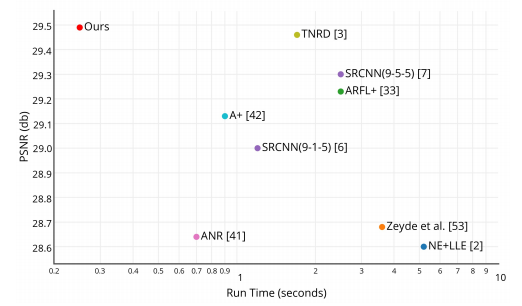 29.5
29.4
29.3
29.2
29.1
29.0
28.9
28.8
28.7
28.6
PSNR (db)
Ours
TNRD [3]
SRCNN(9-5-5) [7]
ARFL+ [33]
A+ [42]
SRCNN(9-1-5) [6]
Zeyde et al. [53]
ANR [41]
NE+LLE [2]
0.2 0.3 0.4 0.5 0.6 0.7 0.8 0.9 1 2 3 4 5 6 7 8 9 10
Run Time (seconds)